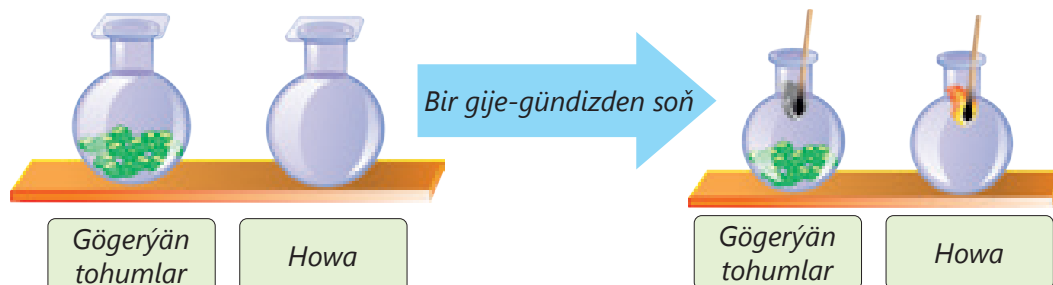 Bir gije-gündizden soň
Gögerýän
tohumlar
Howa
Gögerýän
tohumlar
Howa